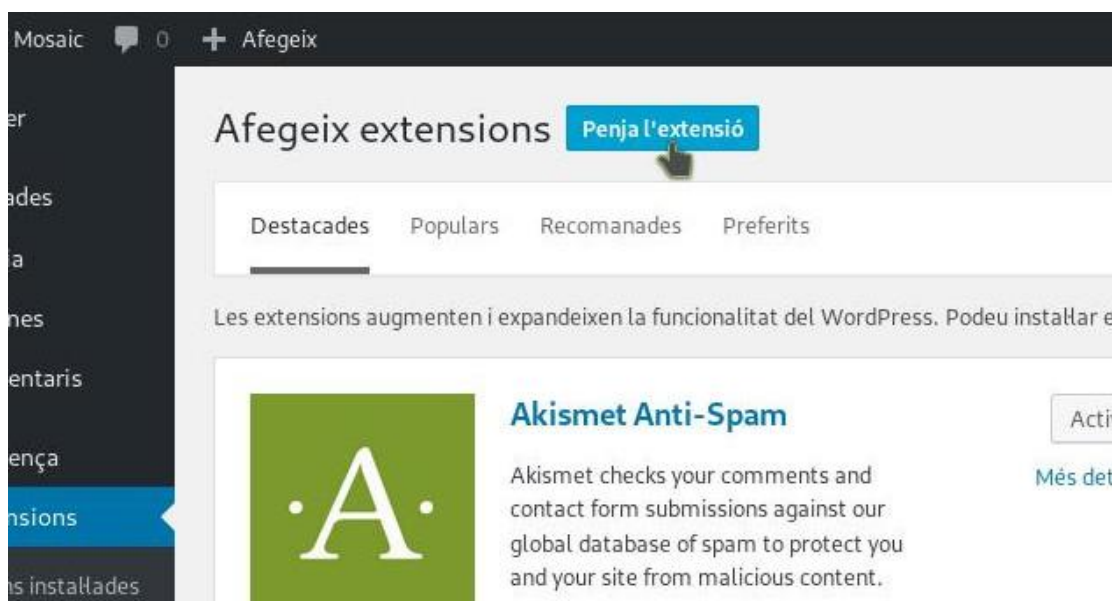 Mosaic 0 + Afegeix
er
Afegeix extensions Penja l'extensió
ades
Destacades Populars Recomanades Preferits
ia
nes
Les extensions augmenten i expandeixen la funcionalitat del WordPress. Podeu instaŀlar e
entaris
Akismet Anti-Spam
Acti
ença
Akismet checks your comments and
Més det
contact form submissions against our
nsions
global database of spam to protect you
and your site from malicious content.
ns instaŀlades
·A·